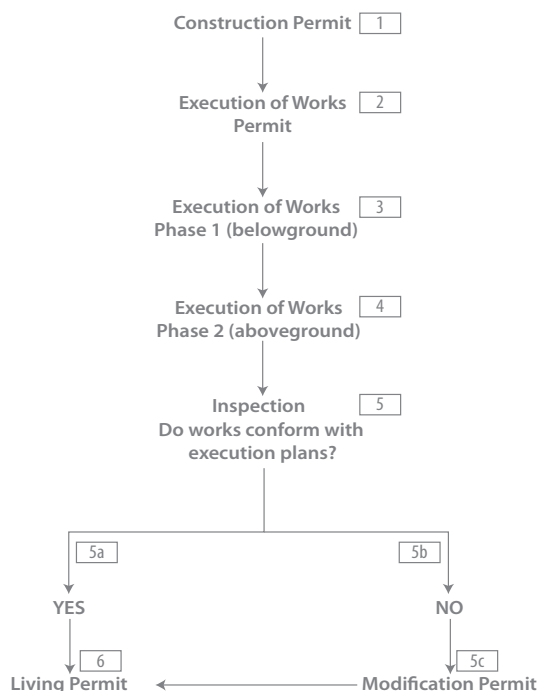 Construction Permit 1
Execution of Works 2
Permit
Execution of Works 3
Phase 1 (belowground)
Execution of Works 4
Phase 2 (aboveground)
Inspection 5
Do works conform with
execution plans?
5a 5b
YES NO
6 5c
Living Permit Modification Permit